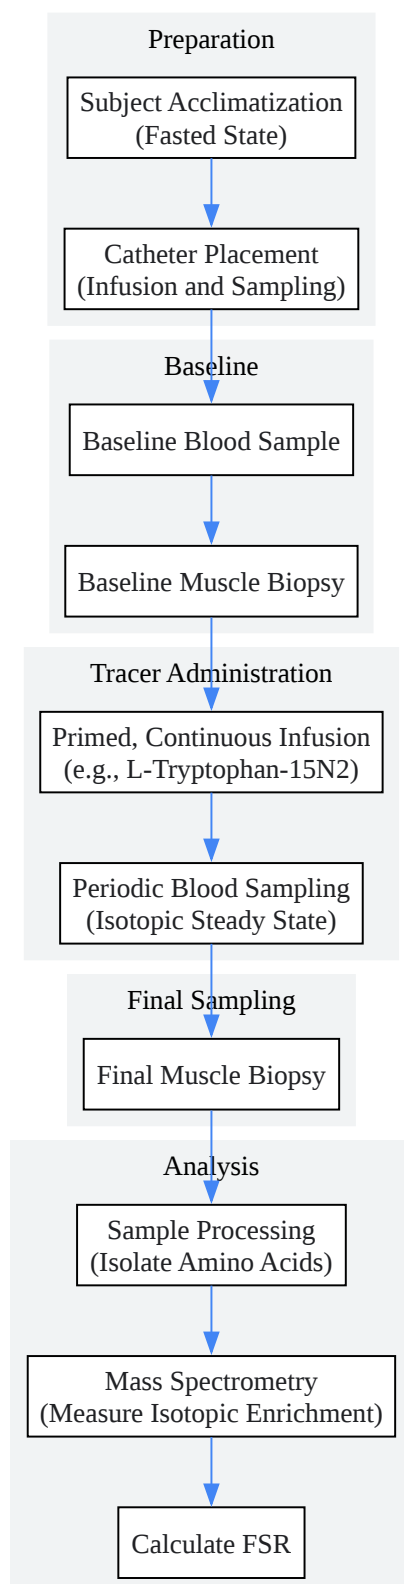 Preparation
Subject Acclimatization
(Fasted State)
Catheter Placement
(Infusion and Sampling)
Baseline
Baseline Blood Sample
Baseline Muscle Biopsy
Tracer Administration
Primed, Continuous Infusion
(e.g., L-Tryptophan-15N2)
Periodic Blood Sampling
(Isotopic Steady State)
Final Sampling
Final Muscle Biopsy
Analysis
Sample Processing
(Isolate Amino Acids)
Mass Spectrometry
(Measure Isotopic Enrichment)
Calculate FSR